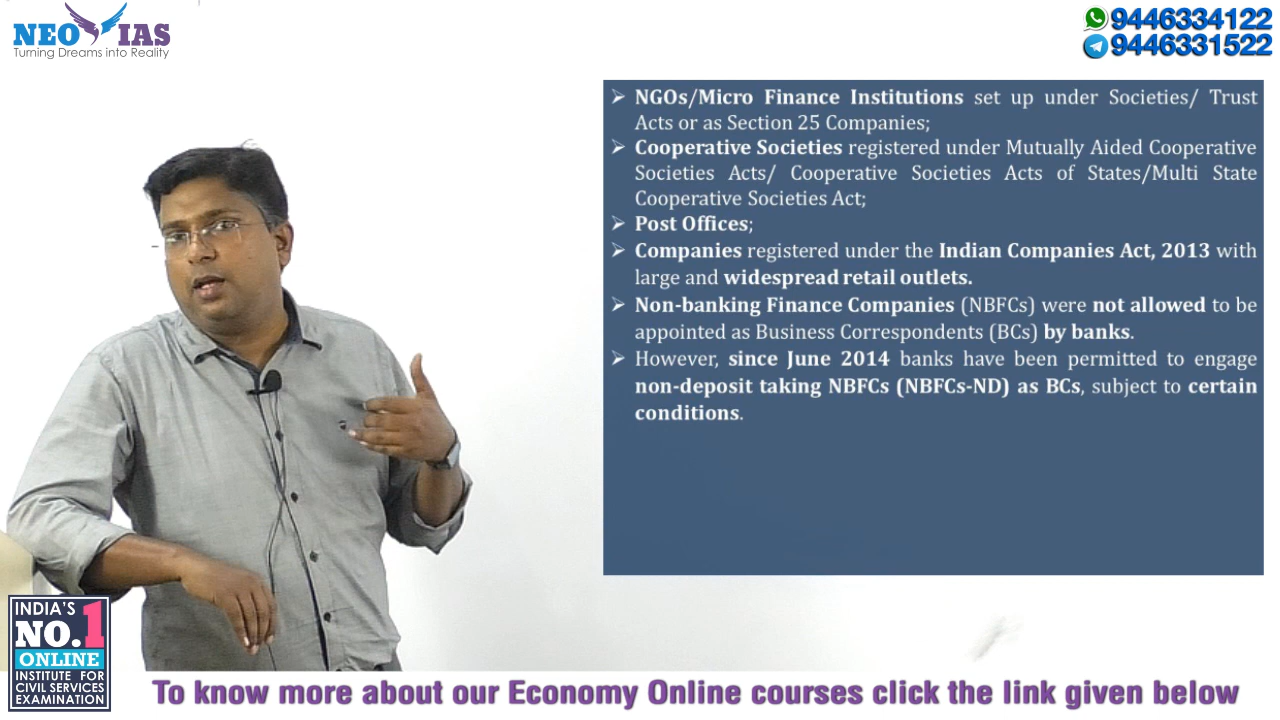 NEO IAS
Turning Dreams into Reality
9446334122
9446331522
➢ NGOs/Micro Finance Institutions set up under Societies/ Trust
Acts or as Section 25 Companies;
➢ Cooperative Societies registered under Mutually Aided Cooperative
Societies Acts/ Cooperative Societies Acts of States/Multi State
Cooperative Societies Act;
➢ Post Offices;
➢ Companies registered under the Indian Companies Act, 2013 with
large and widespread retail outlets.
➢ Non-banking Finance Companies (NBFCs) were not allowed to be
appointed as Business Correspondents (BCs) by banks.
➢ However, since June 2014 banks have been permitted to engage
non-deposit taking NBFCs (NBFCs-ND) as BCs, subject to certain
conditions.
INDIA'S
NO.1
ONLINE
INSTITUTE FOR
CIVIL SERVICES
EXAMINATION
To know more about our Economy Online courses click the link given below